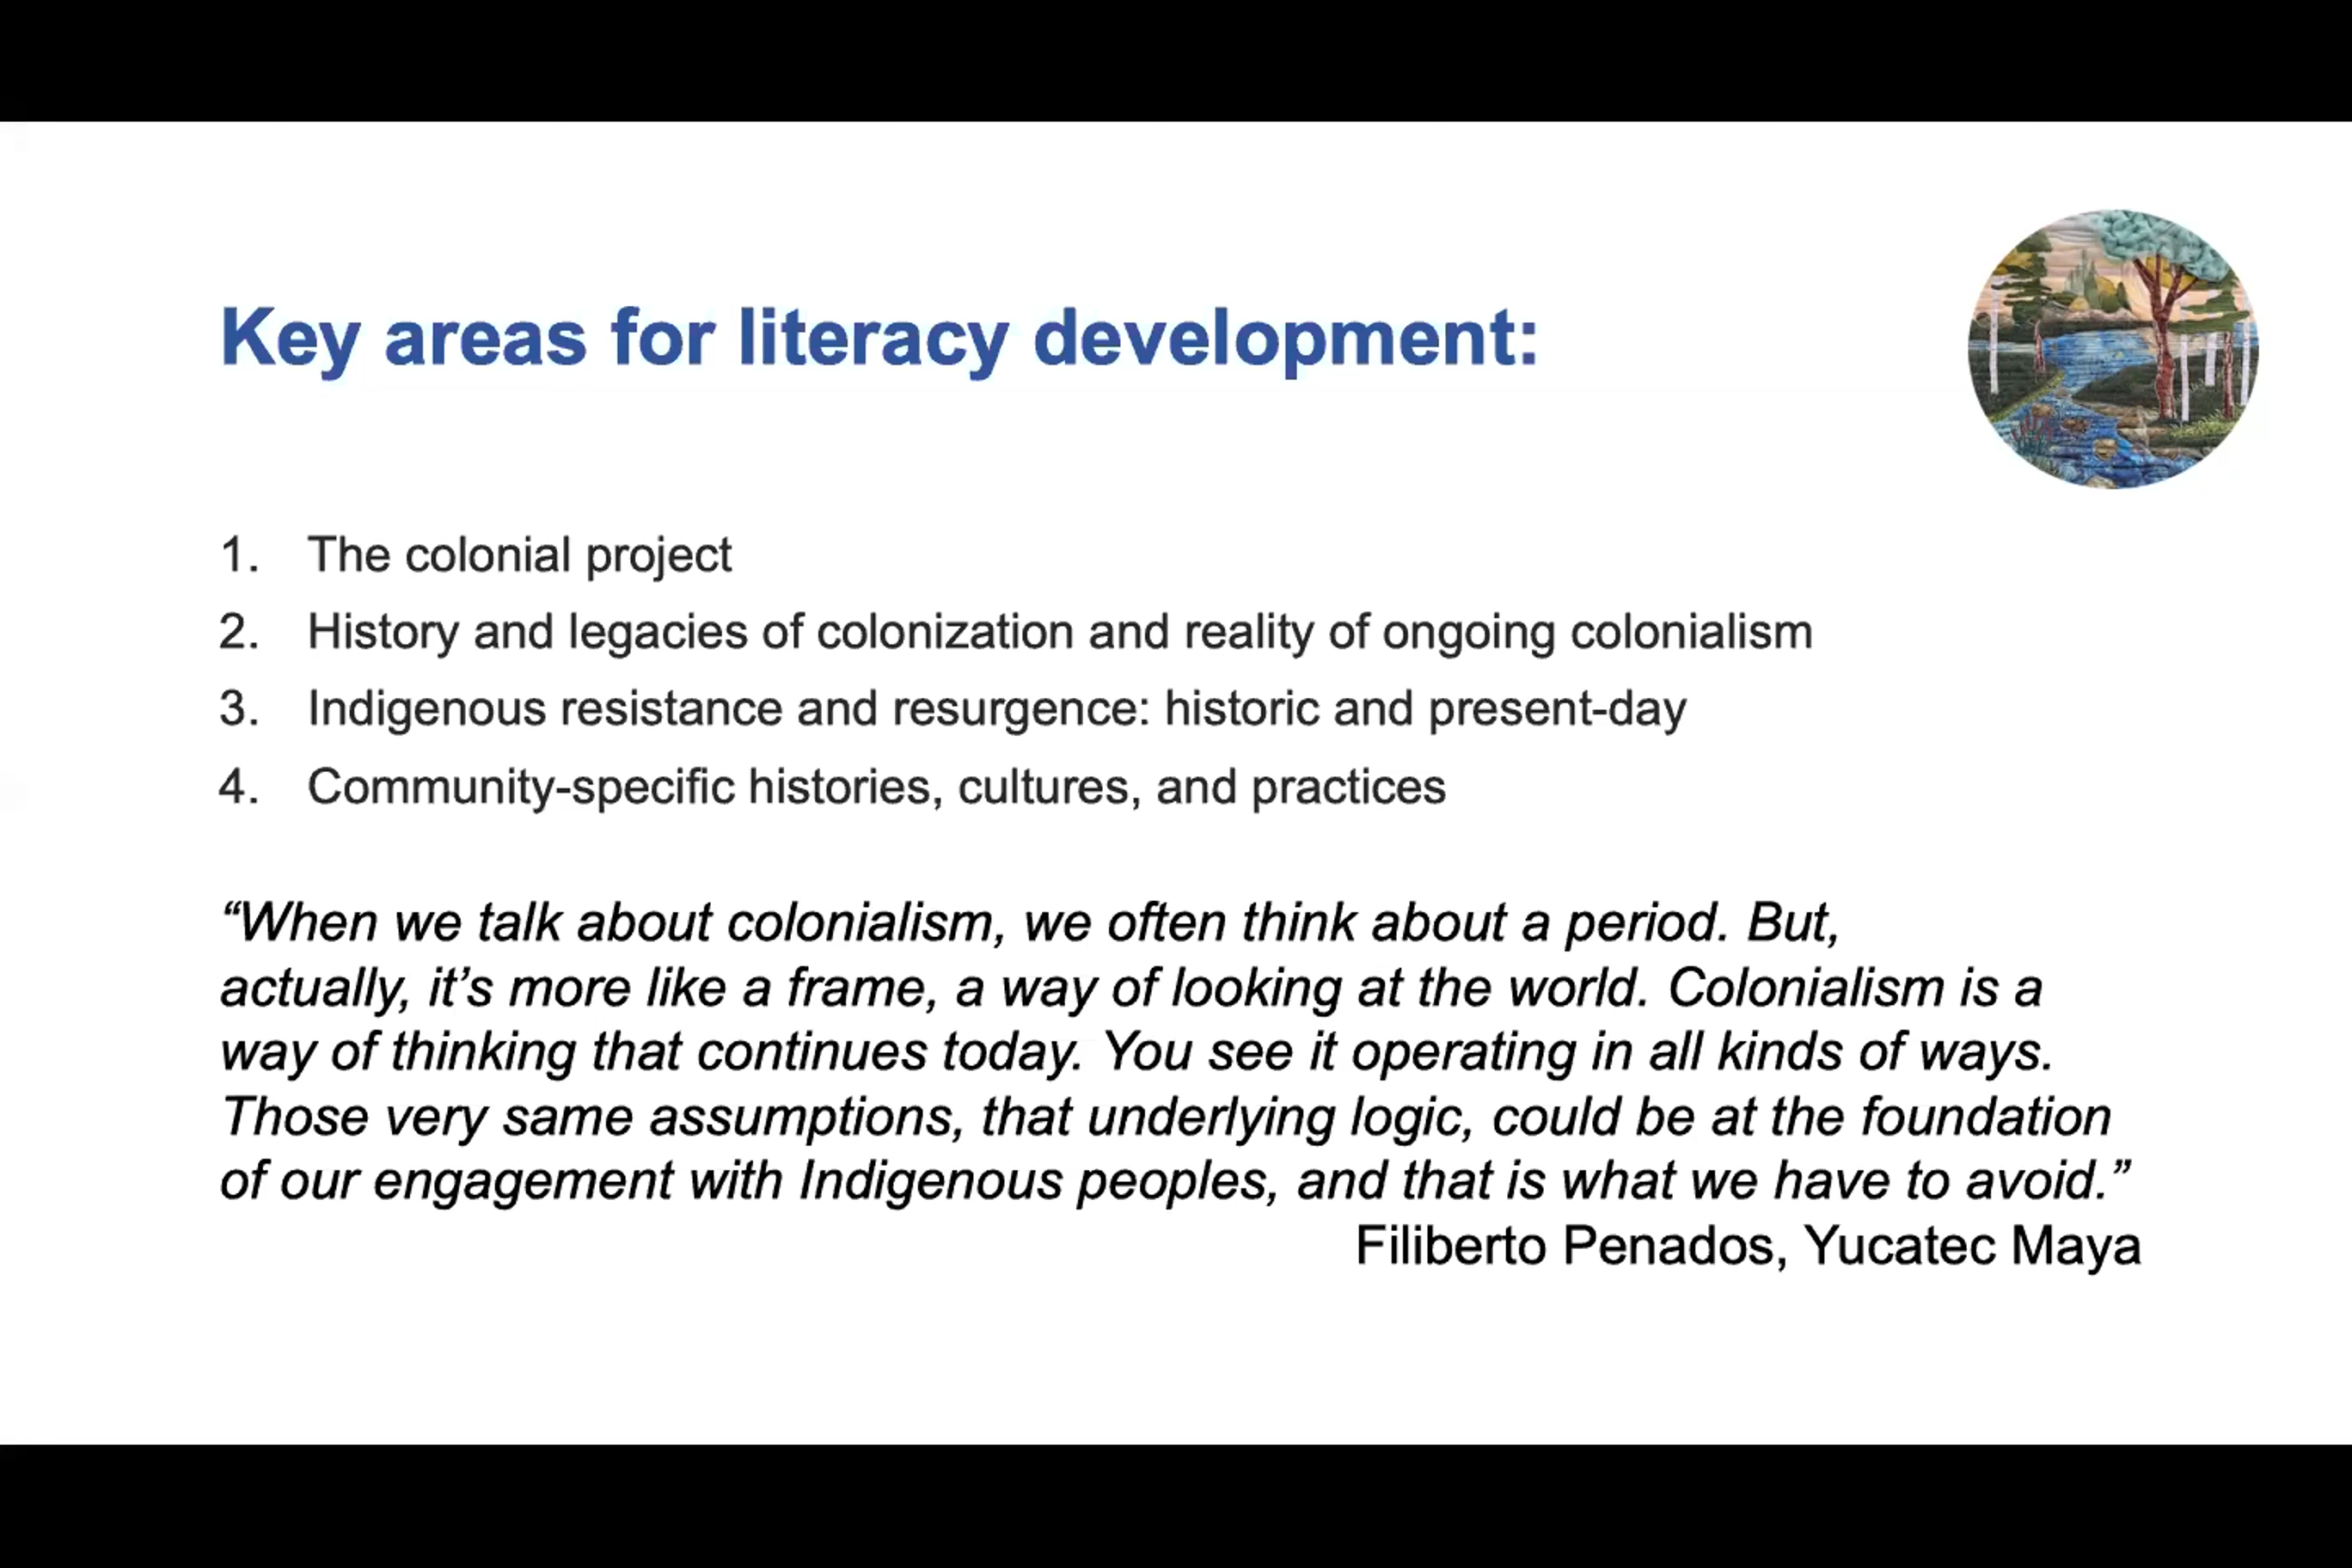 Key areas for literacy development:
1. The colonial project
2. History and legacies of colonization and reality of ongoing colonialism
3. Indigenous resistance and resurgence: historic and present-day
4. Community-specific histories, cultures, and practices
“When we talk about colonialism, we often think about a period. But,
actually, it’s more like a frame, a way of looking at the world. Colonialism is a
way of thinking that continues today. You see it operating in all kinds of ways.
Those very same assumptions, that underlying logic, could be at the foundation
of our engagement with Indigenous peoples, and that is what we have to avoid.”
Filiberto Penados, Yucatec Maya